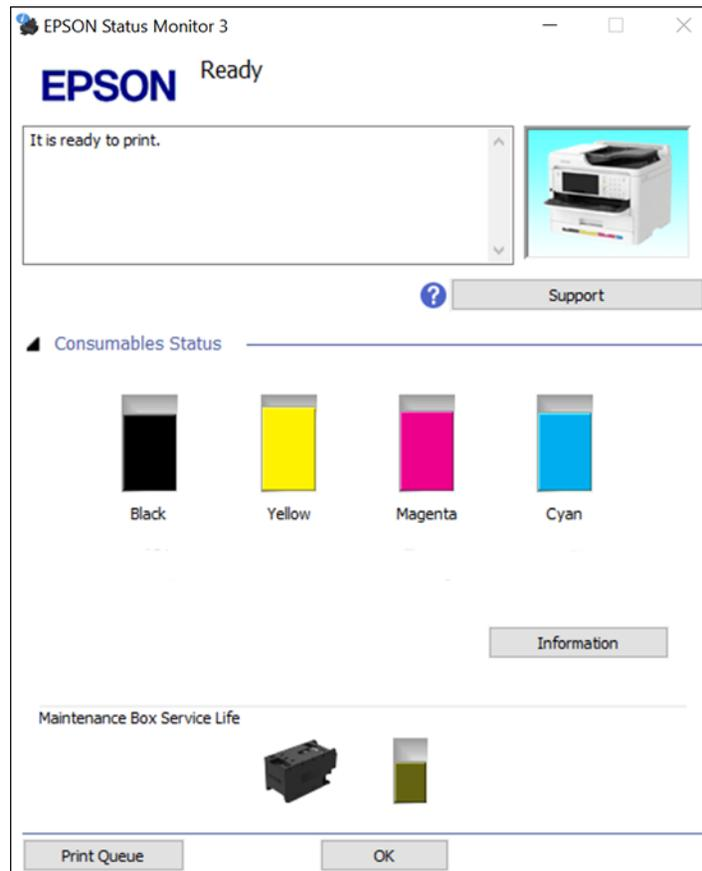 EPSON Status Monitor 3
EPSON
Ready
It is ready to print.
Support
Consumables Status
Black Yellow Magenta Cyan
Information
Maintenance Box Service Life
Print Queue OK